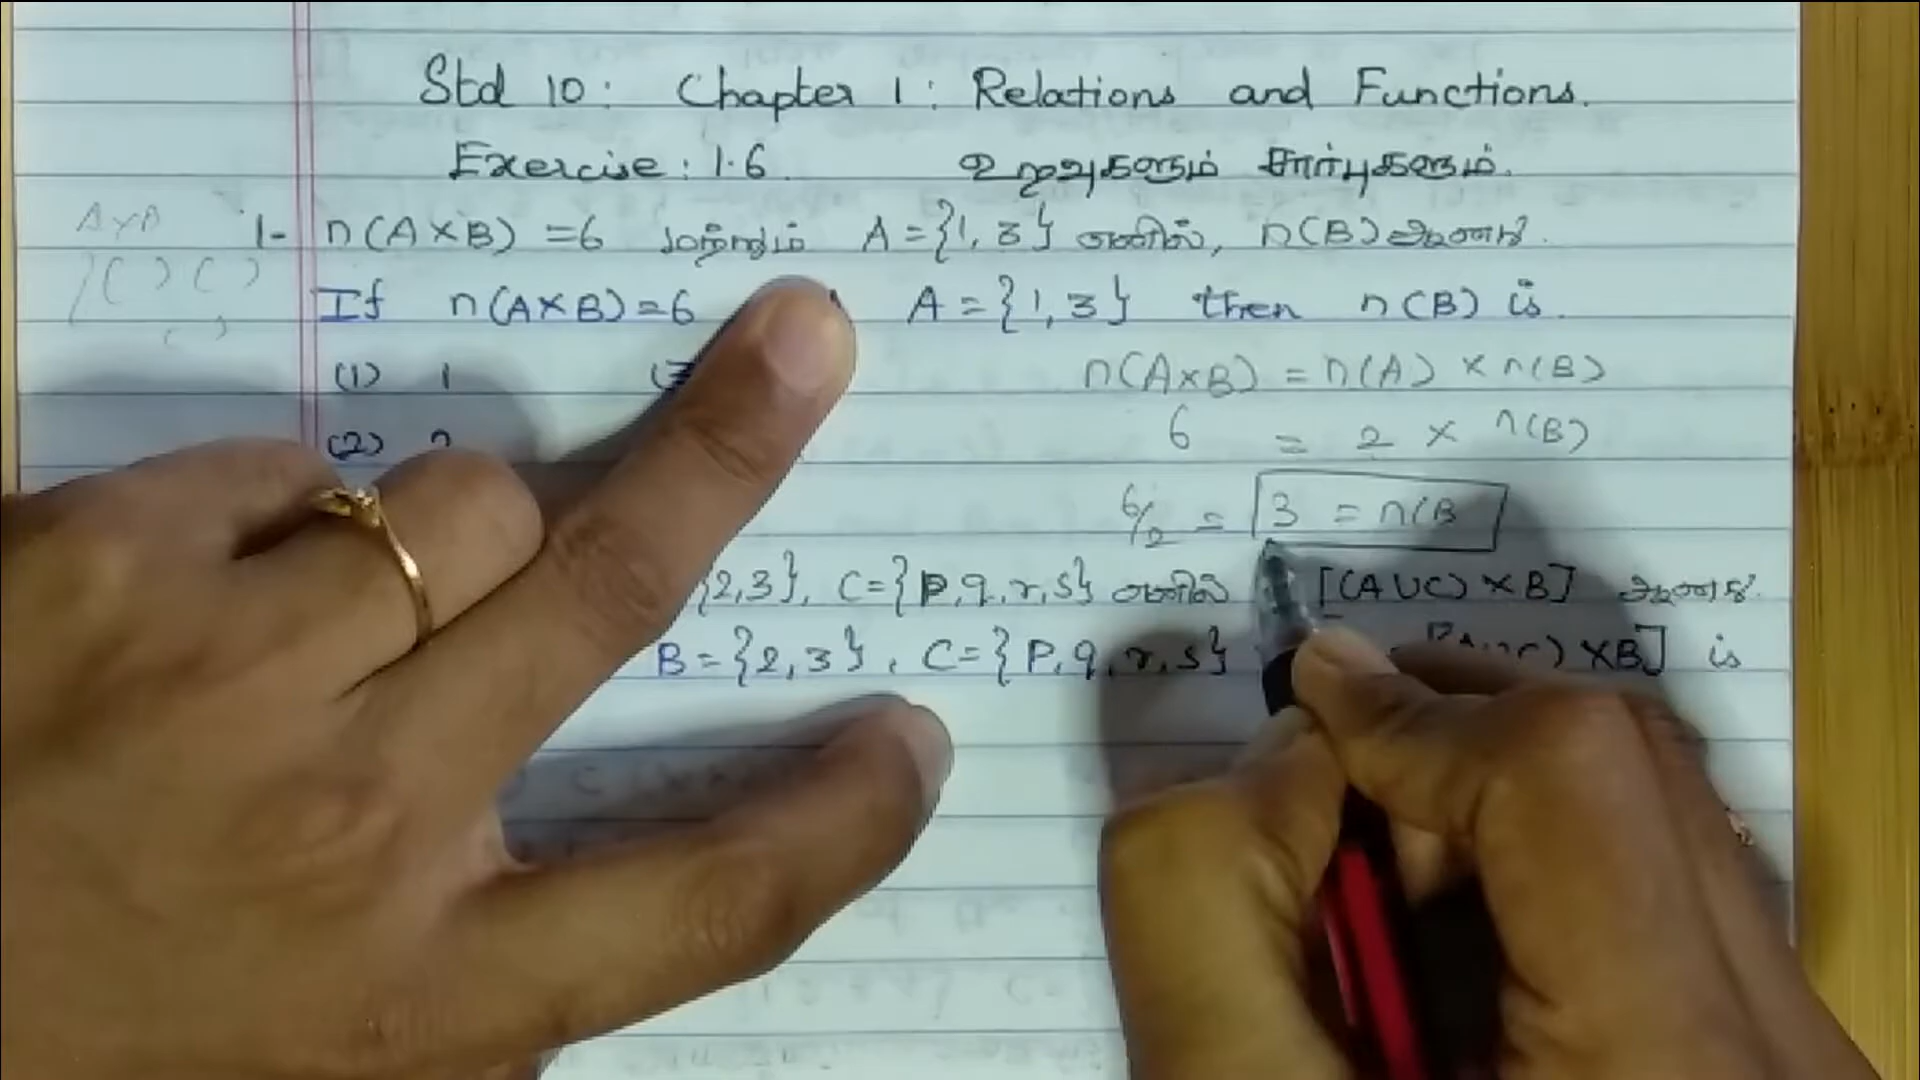 Std 10: Chapter 1: Relations and Functions.
Exercise: 1.6. உறவுகளும் சார்புகளும்.
A×B
1- n(A×B) =6 மற்றும் A={1, 3} எனில், n(B) ஆனது.
If n(A×B)=6 A={1,3} then n(B) is.
(1) 1
n(A×B) = n(A) × n(B)
(2) 2
6 = 2 × n(B)
6/2 = 3 = n(B
{2,3}, C={p,q,r,s} எனில் [(A∪C)×B] ஆனது.
B={2,3}, C={P,q,r,s} ×B] is